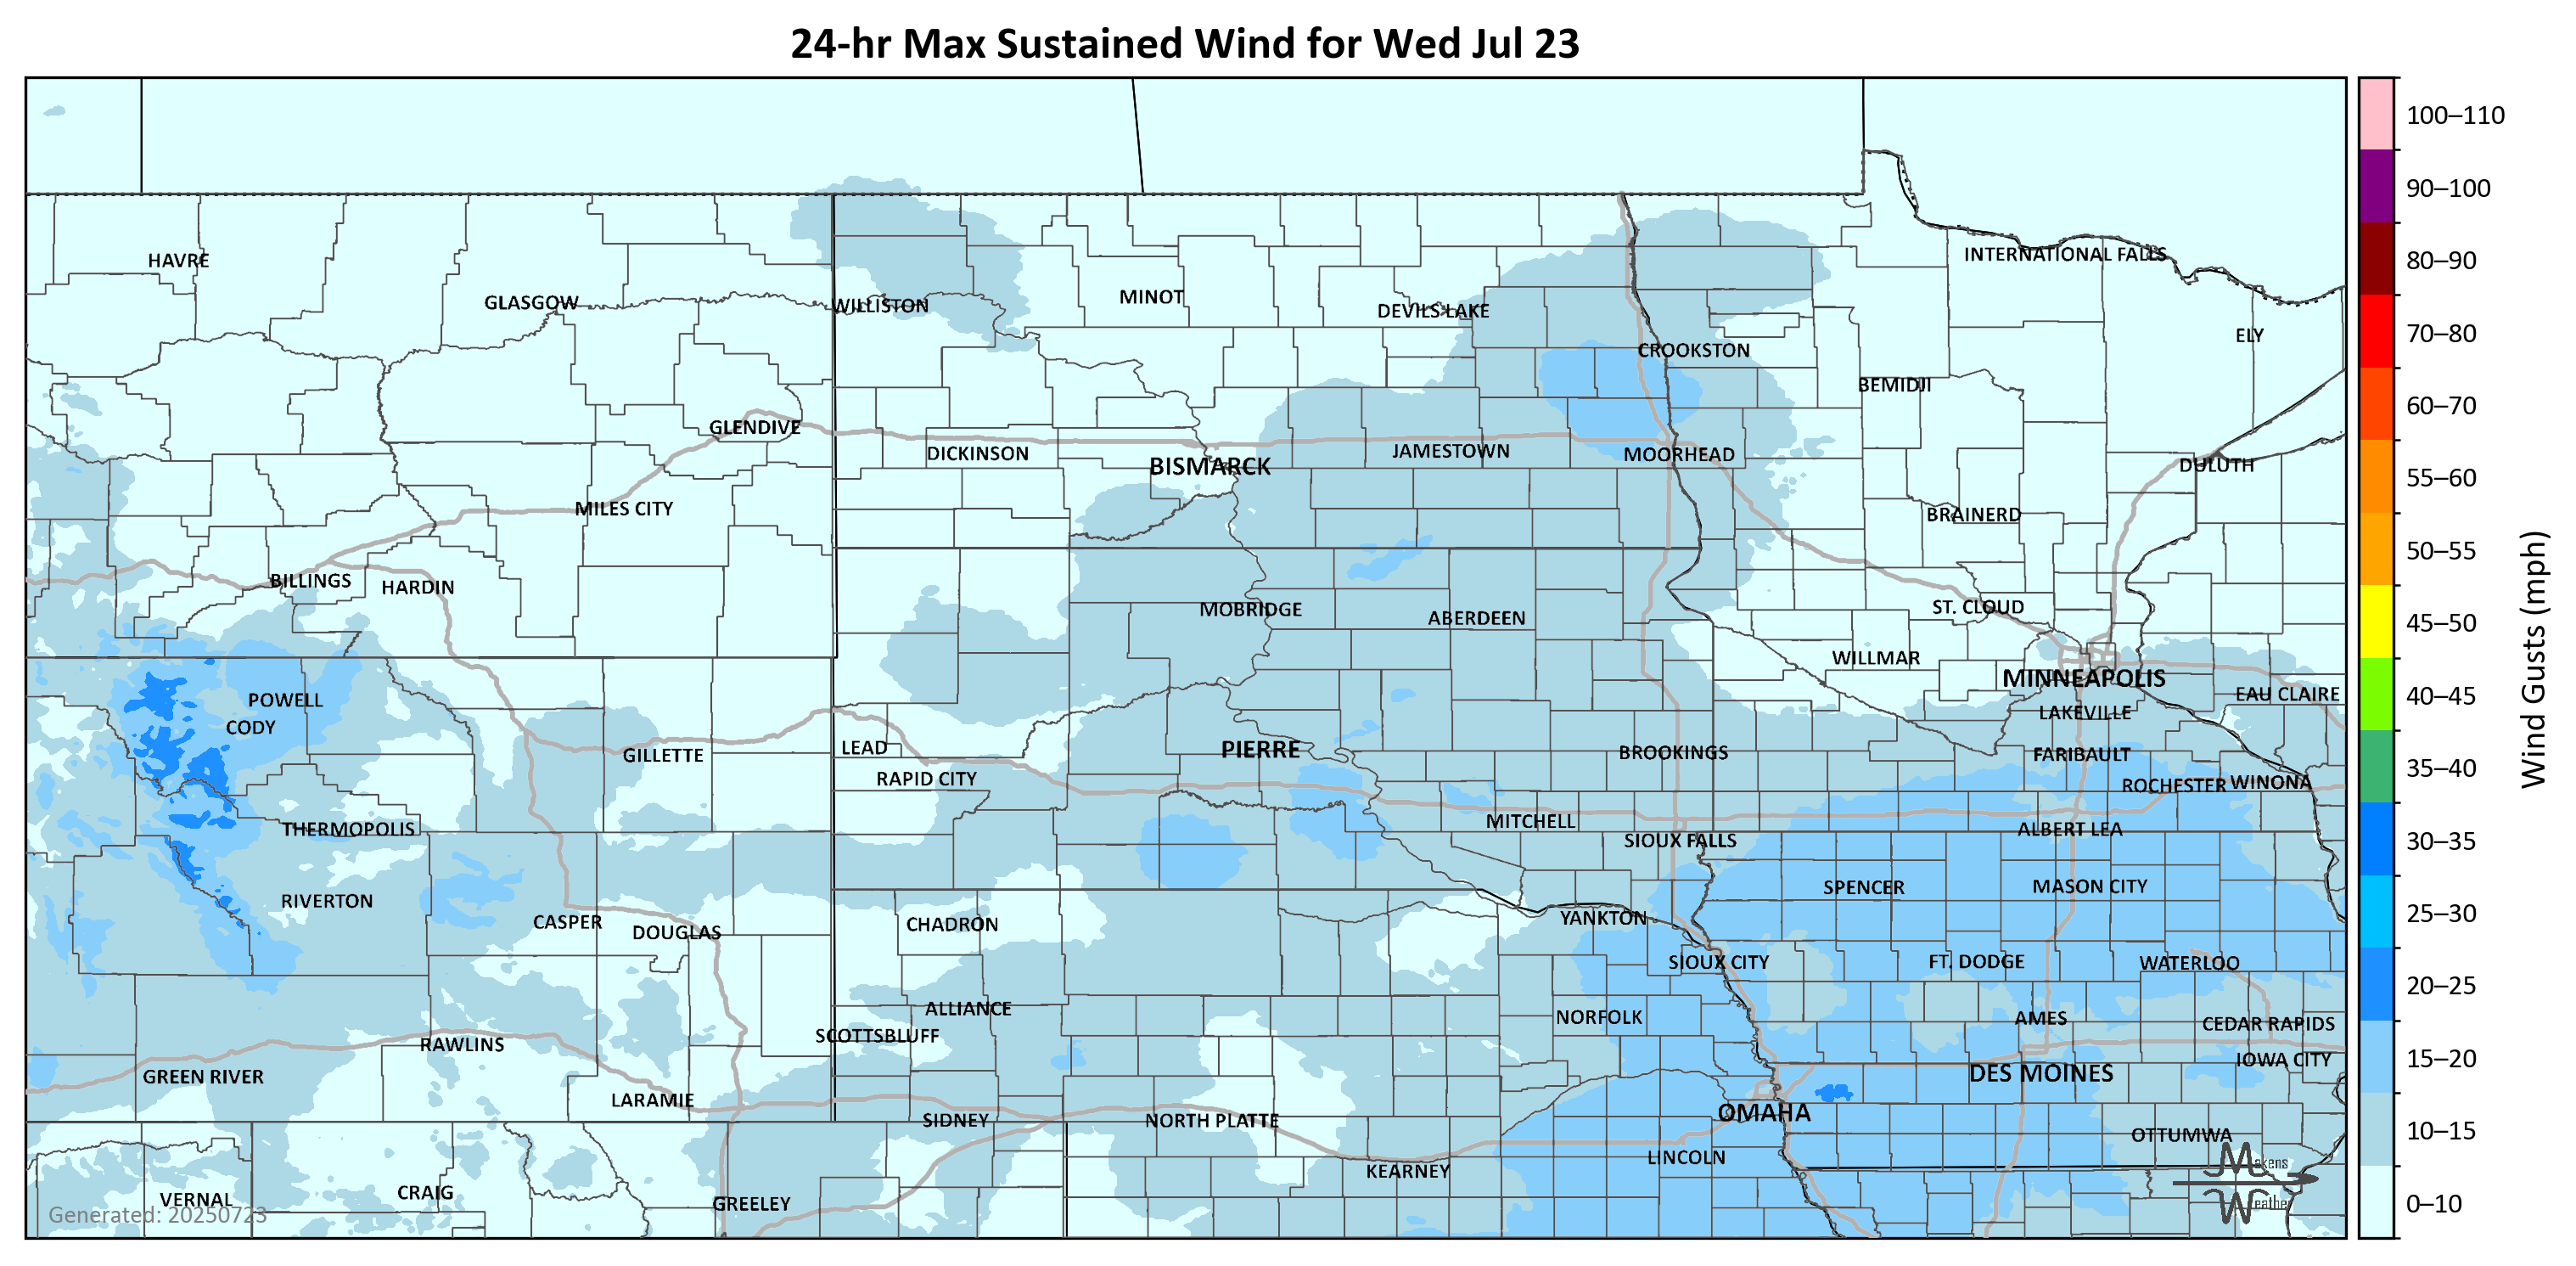 24-hr Max Sustained Wind for Wed Jul 23
100–110
90–100
80–90
70–80
60–70
55–60
50–55
45–50
40–45
35–40
30–35
25–30
20–25
15–20
10–15
0–10
Wind Gusts (mph)
HAVRE
INTERNATIONAL FALLS
GLASGOW
WILLISTON
MINOT
DEVILS LAKE
ELY
CROOKSTON
BEMIDJI
GLENDIVE
DICKINSON
BISMARCK
JAMESTOWN
MOORHEAD
DULUTH
MILES CITY
BRAINERD
BILLINGS
HARDIN
MOBRIDGE
ABERDEEN
ST. CLOUD
WILLMAR
MINNEAPOLIS
EAU CLAIRE
POWELL
CODY
LAKEVILLE
GILLETTE
LEAD
PIERRE
BROOKINGS
FARIBAULT
RAPID CITY
ROCHESTER
WINONA
THERMOPOLIS
MITCHELL
SIOUX FALLS
ALBERT LEA
RIVERTON
SPENCER
MASON CITY
CASPER
DOUGLAS
CHADRON
YANKTON
SIOUX CITY
FT. DODGE
WATERLOO
ALLIANCE
NORFOLK
AMES
CEDAR RAPIDS
SCOTTSBLUFF
RAWLINS
IOWA CITY
GREEN RIVER
DES MOINES
LARAMIE
SIDNEY
NORTH PLATTE
OMAHA
OTTUMWA
KEARNEY
LINCOLN
VERNAL
CRAIG
GREELEY
Generated: 20250723
Makens
Weather